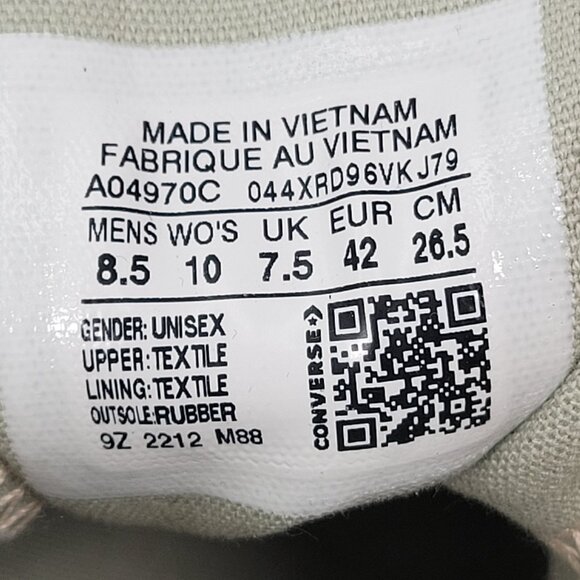 MADE IN VIETNAM
FABRIQUE AU VIETNAM
A04970C 044XRD96VKJ79
MENS WO'S UK EUR CM
8.5 10 7.5 42 26.5
GENDER: UNISEX
UPPER: TEXTILE
LINING: TEXTILE
OUTSOLE: RUBBER
9Z 2212 M88
CONVERSE